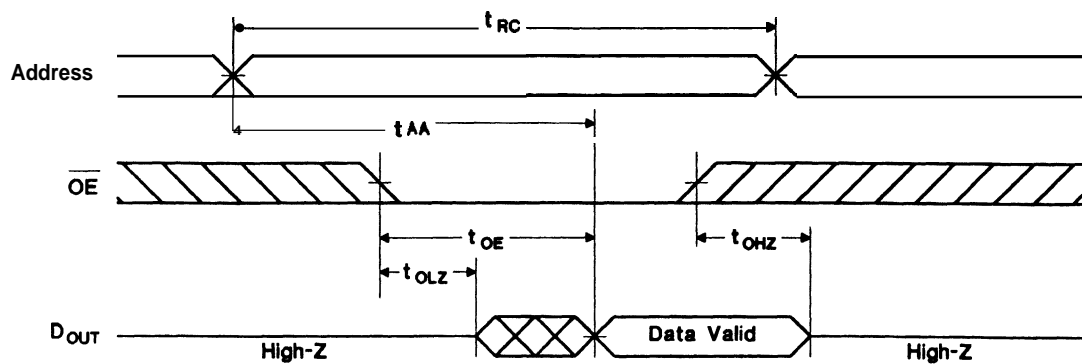 tRC
Address
tAA
OE
tOE
tOHZ
tOLZ
DOUT
High-Z
Data Valid
High-Z